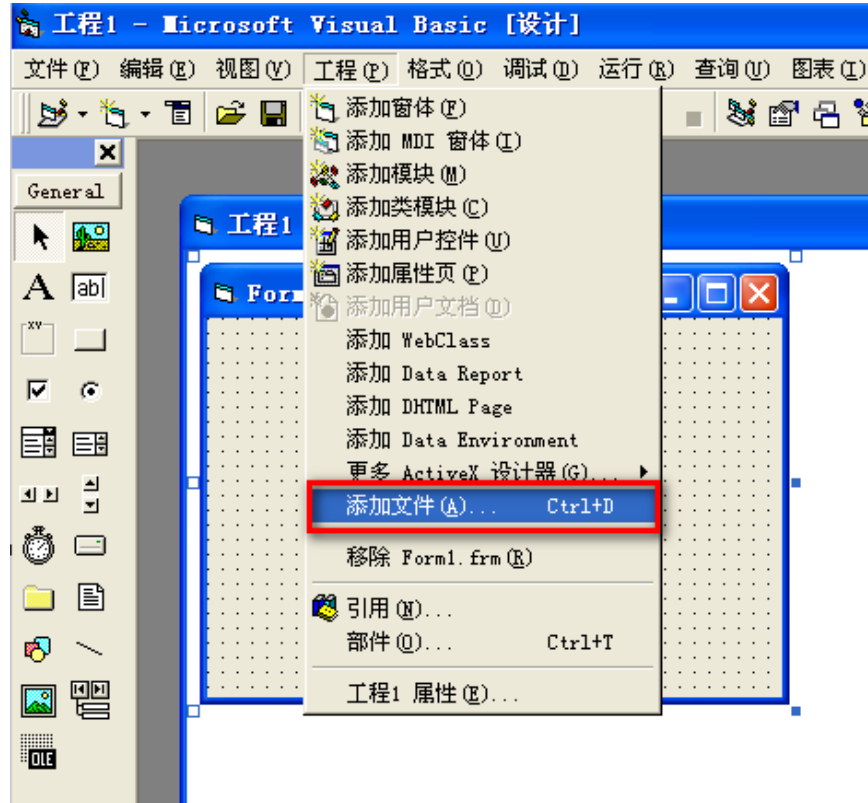 工程1 - Microsoft Visual Basic [设计]
文件(F) 编辑(E) 视图(V) 工程(P) 格式(O) 调试(D) 运行(R) 查询(U) 图表(I)
General
A ab|
XY
OLE
工程1
Form
添加窗体(F)
添加 MDI 窗体(I)
添加模块(M)
添加类模块(C)
添加用户控件(U)
添加属性页(P)
添加用户文档(D)
添加 WebClass
添加 Data Report
添加 DHTML Page
添加 Data Environment
更多 ActiveX 设计器(G)...
添加文件(A)... Ctrl+D
移除 Form1.frm(R)
引用(N)...
部件(O)... Ctrl+T
工程1 属性(E)...